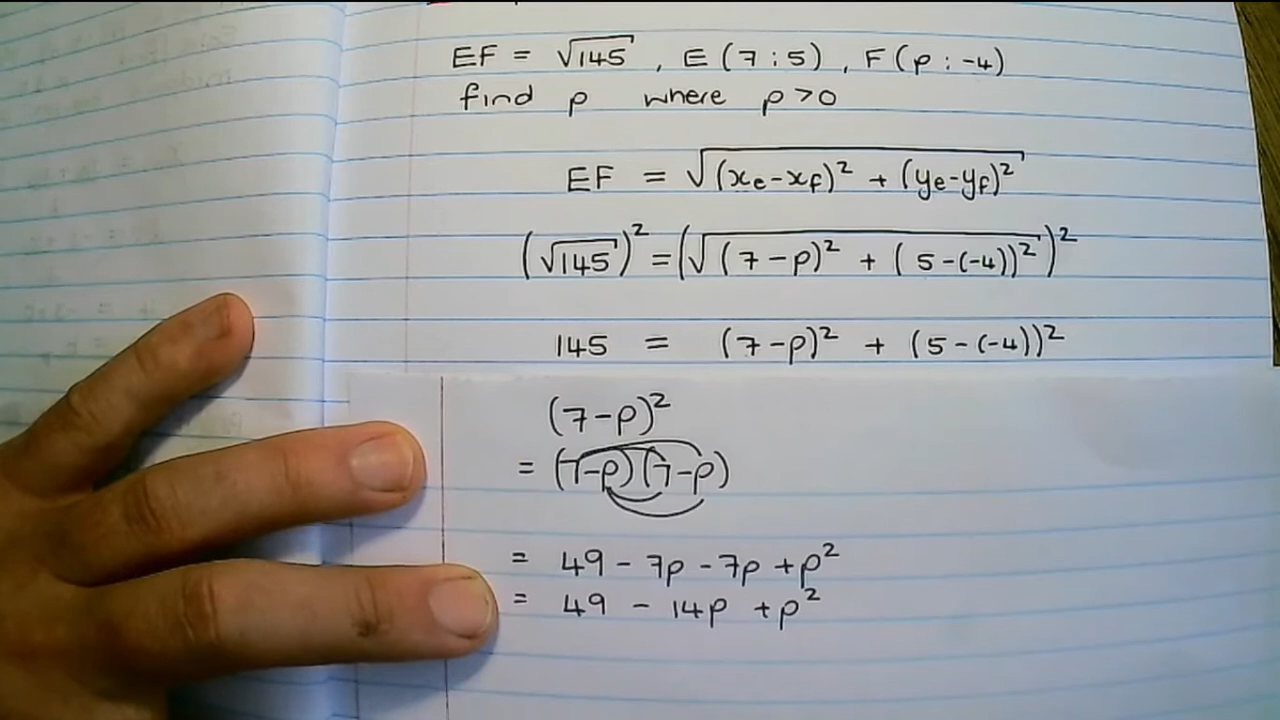 EF = √145 , E (7 ; 5) , F (p ; -4)
find p where p>0
EF = √(xe-xf)² + (ye-yf)²
(√145)² = (√(7-p)² + (5-(-4))²)²
145 = (7-p)² + (5-(-4))²
(7-p)²
= (7-p)(7-p)
= 49 - 7p - 7p + p²
= 49 - 14p + p²